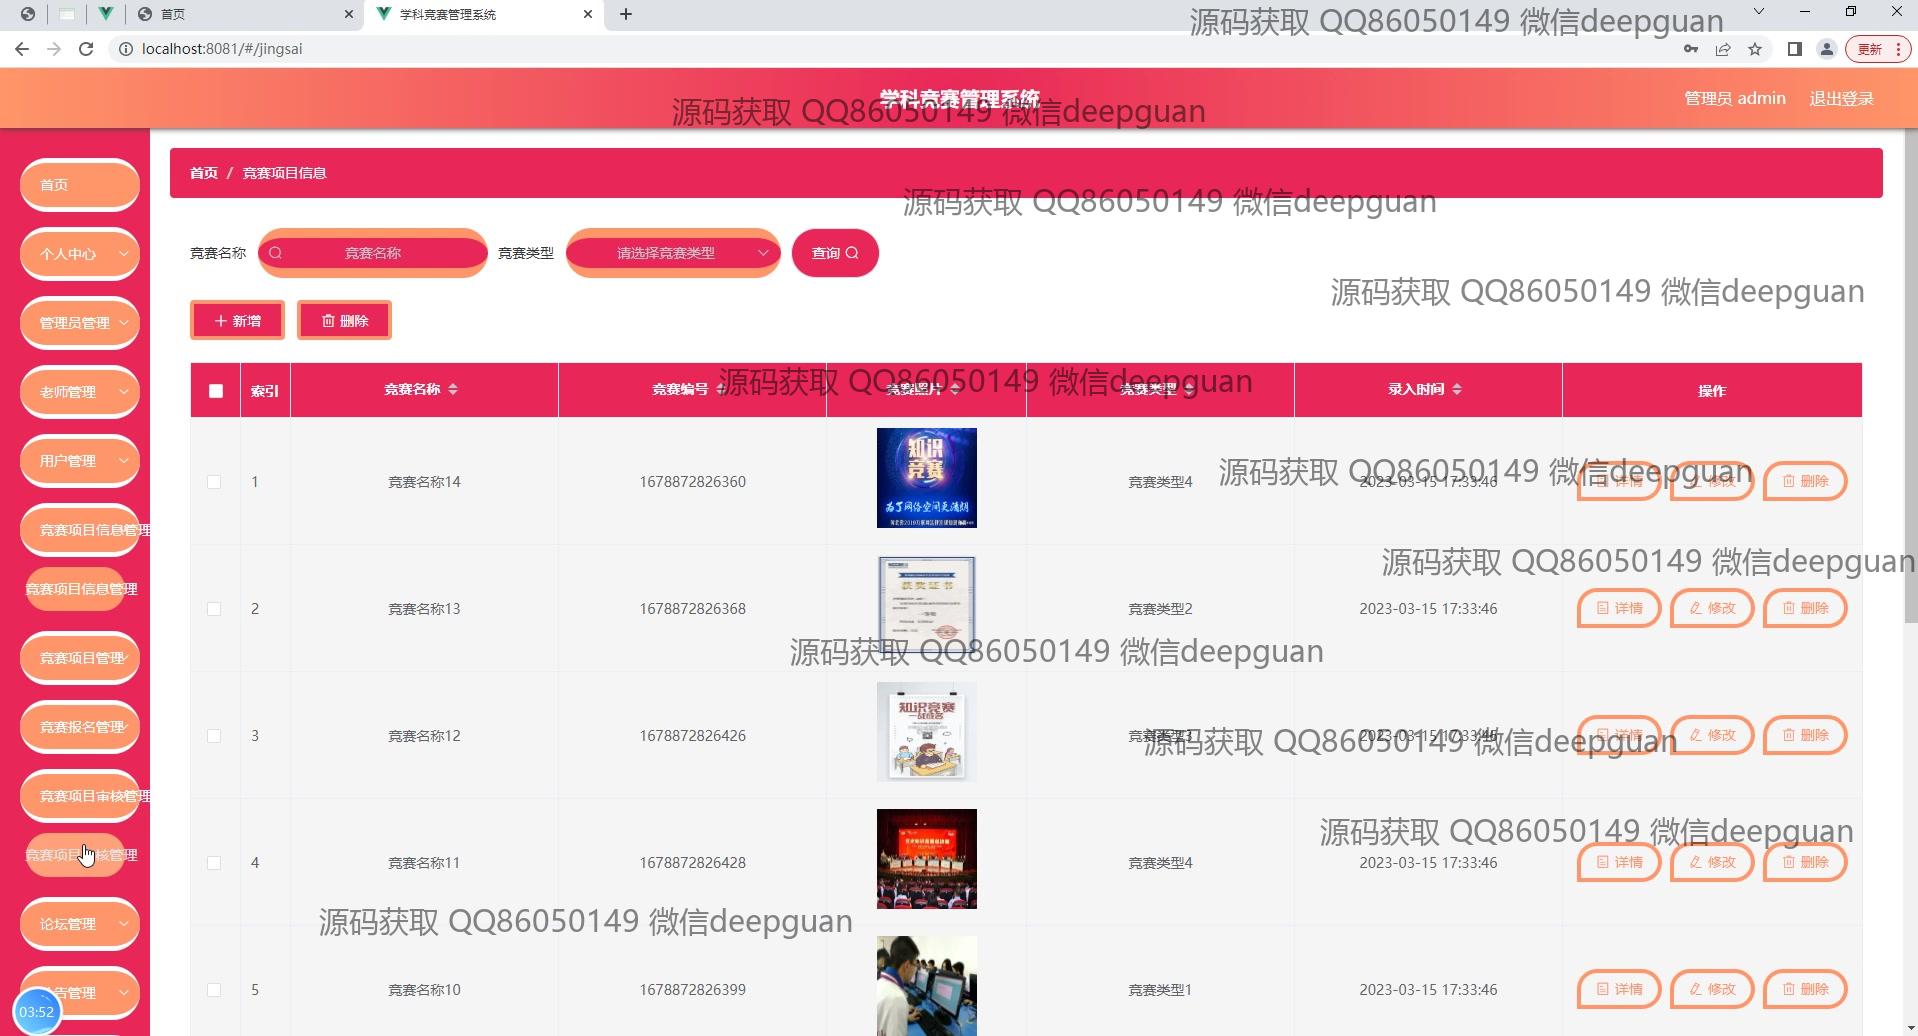 首页
学科竞赛管理系统
源码获取 QQ86050149 微信deepguan
localhost:8081/#/jingsai
更新
学科竞赛管理系统
源码获取 QQ86050149 微信deepguan
管理员 admin
退出登录
首页 / 竞赛项目信息
源码获取 QQ86050149 微信deepguan
首页
个人中心
管理员管理
老师管理
用户管理
竞赛项目信息管理
竞赛项目信息管理
竞赛项目管理
竞赛报名管理
竞赛项目审核管理
竞赛项目 核管理
论坛管理
告管理
03:52
竞赛名称 竞赛名称 竞赛类型 请选择竞赛类型 查询
源码获取 QQ86050149 微信deepguan
新增 删除
索引 竞赛名称 竞赛编号 竞赛照片 竞赛类型 录入时间 操作
源码获取 QQ86050149 微信deepguan
知识
竞赛
为了网络空间更清朗
1 竞赛名称14 1678872826360 竞赛类型4 2023-03-15 17:33:46 详情 修改 删除
源码获取 QQ86050149 微信deepguan
源码获取 QQ86050149 微信deepguan
获奖证书
2 竞赛名称13 1678872826368 竞赛类型2 2023-03-15 17:33:46 详情 修改 删除
源码获取 QQ86050149 微信deepguan
知识竞赛
一战成名
3 竞赛名称12 1678872826426 竞赛类型3 2023-03-15 17:33:46 详情 修改 删除
源码获取 QQ86050149 微信deepguan
源码获取 QQ86050149 微信deepguan
4 竞赛名称11 1678872826428 竞赛类型4 2023-03-15 17:33:46 详情 修改 删除
源码获取 QQ86050149 微信deepguan
5 竞赛名称10 1678872826399 竞赛类型1 2023-03-15 17:33:46 详情 修改 删除